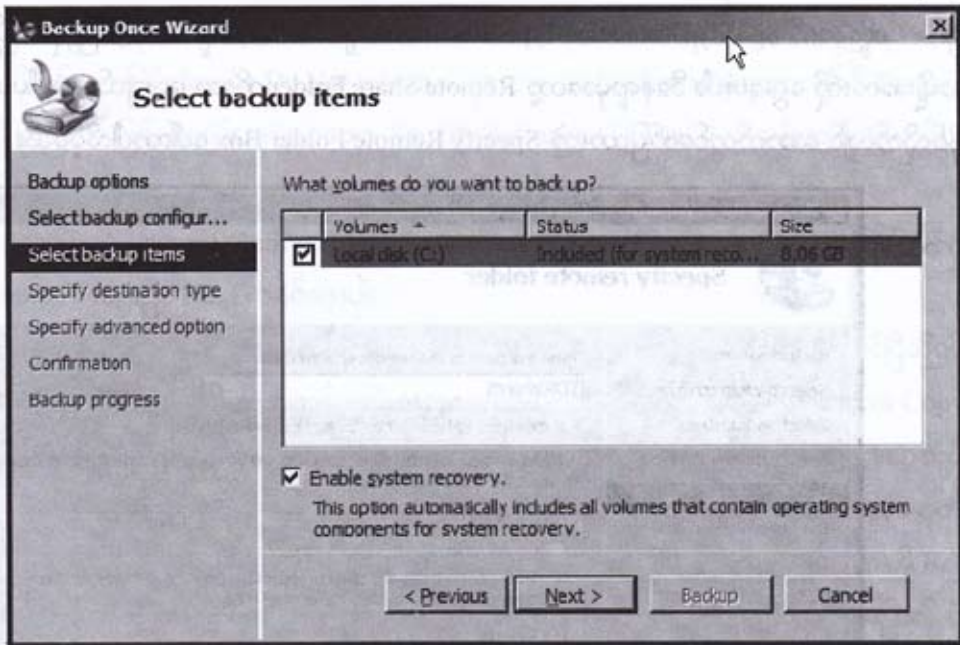 Backup Once Wizard
Select backup items
Backup options
Select backup configur...
Select backup items
Specify destination type
Specify advanced option
Confirmation
Backup progress
What volumes do you want to back up?
Volumes Status Size
Local disk (C:) Included (for system reco... 8.06 GB
Enable system recovery.
This option automatically includes all volumes that contain operating system
components for system recovery.
< Previous Next > Backup Cancel